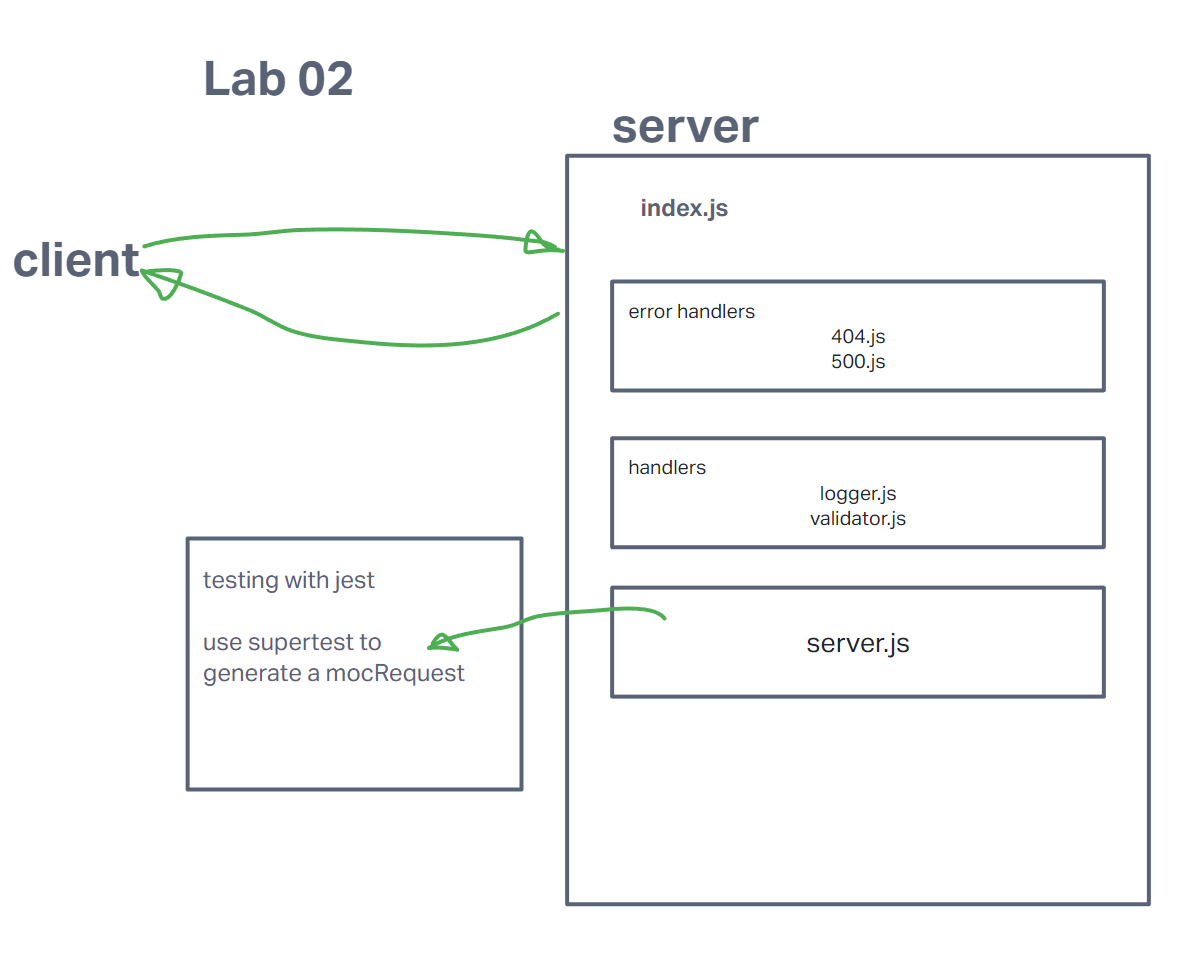 Lab 02
server
index.js
client
error handlers
404.js
500.js
handlers
logger.js
validator.js
testing with jest
use supertest to
generate a mocRequest
server.js